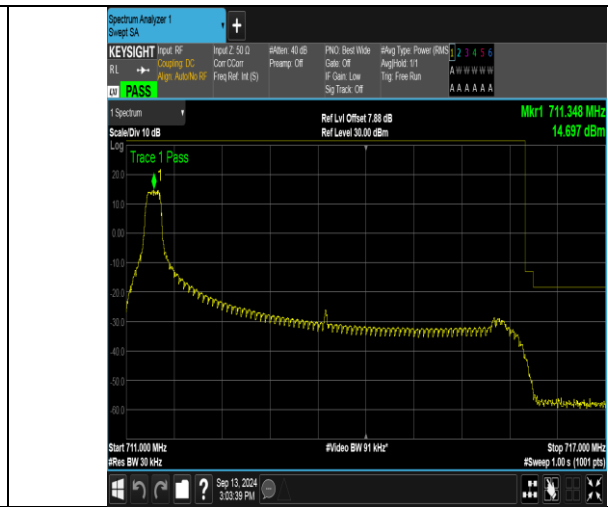 Spectrum Analyzer 1
Swept SA
+
KEYSIGHT Input: RF Input Z: 50 Ω #Atten: 40 dB PNO: Best Wide #Avg Type: Power (RMS 1 2 3 4 5 6
RL Coupling: DC Corr CCorr Preamp: Off Gate: Off Avg|Hold: 1/1 A W W W W W
Align: Auto/No RF Freq Ref: Int (S) IF Gain: Low Trig: Free Run
Sig Track: Off A A A A A A
LXI PASS
1 Spectrum Ref Lvl Offset 7.88 dB Mkr1 711.348 MHz
Scale/Div 10 dB Ref Level 30.00 dBm 14.697 dBm
Log
Trace 1 Pass
1
20.0
10.0
0.00
-10.0
-20.0
-30.0
-40.0
-50.0
-60.0
Start 711.000 MHz #Video BW 91 kHz* Stop 717.000 MHz
#Res BW 30 kHz #Sweep 1.00 s (1001 pts)
? Sep 13, 2024
3:03:39 PM